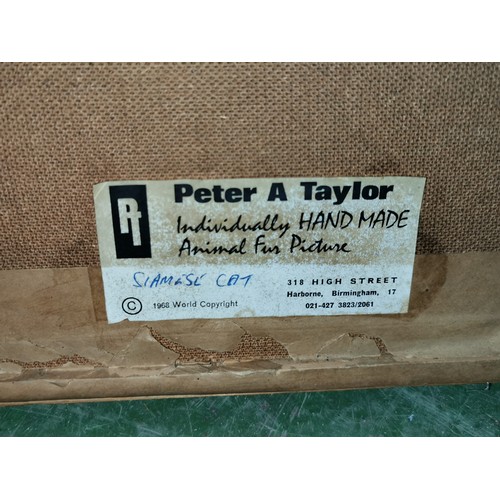 PT
Peter A Taylor
Individually HAND MADE
Animal Fur Picture
SIAMESE CAT
318 HIGH STREET
Harborne, Birmingham, 17
021-427 3823/2061
© 1968 World Copyright